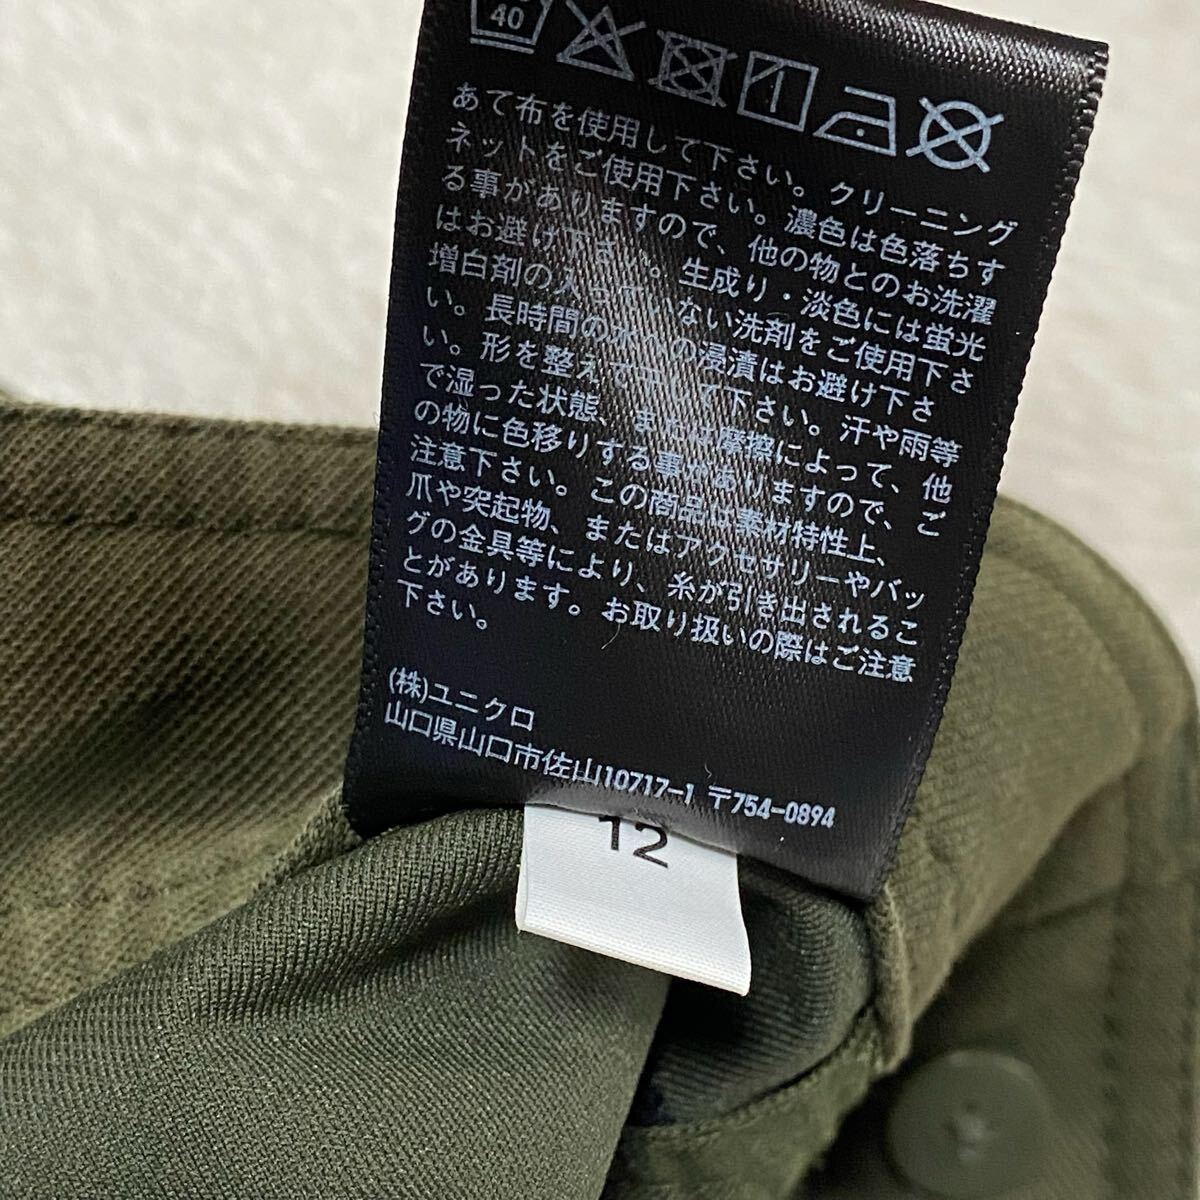 40
あて布を使用して下さい。クリーニング
ネットをご使用下さい。濃色は色落ちす
る事がありますので、他の物とのお洗濯
はお避け下さい。生成り・淡色には蛍光
増白剤の入っていない洗剤をご使用下さ
い。長時間の水への浸漬はお避け下さ
い。形を整えて干して下さい。汗や雨等
で湿った状態、または摩擦によって、他
の物に色移りする事がありますので、ご
注意下さい。この商品は素材特性上、
爪や突起物、またはアクセサリーやバッ
グの金具等により、糸が引き出されるこ
とがあります。お取り扱いの際はご注意
下さい。
(株)ユニクロ
山口県山口市佐山10717-1 〒754-0894
12